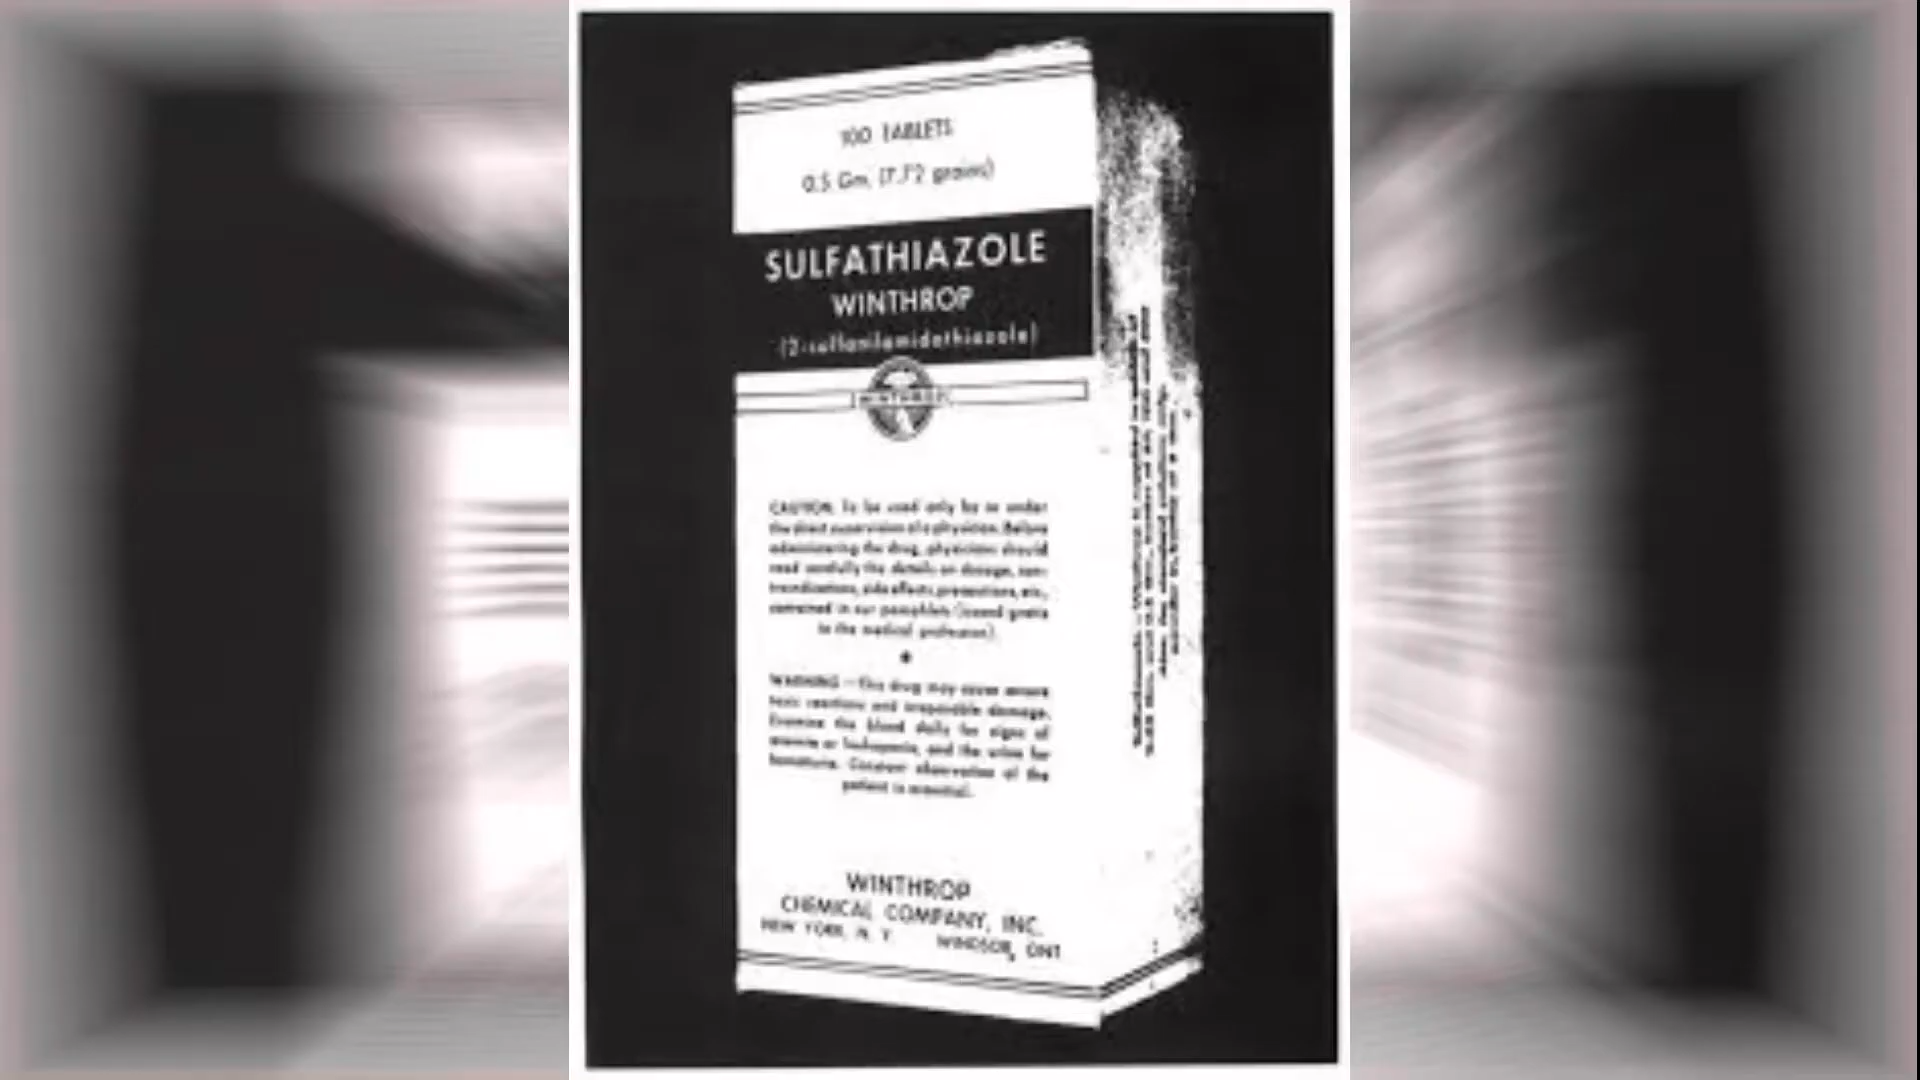 100 TABLETS
0.5 Gm. (7.72 grains)
SULFATHIAZOLE
WINTHROP
(2-sulfanilamidothiazole)
WINTHROP
CAUTION: To be used only by or under
the direct supervision of a physician. Before
administering the drug, physicians should
read carefully the details on dosage, con-
traindications, side effects, precautions, etc.,
contained in our pamphlets (issued gratis
to the medical profession).
WARNING—This drug may cause severe
toxic reactions and irreparable damage.
Examine the blood daily for signs of
anemia or leukopenia, and the urine for
hematuria. Constant observation of the
patient is essential.
WINTHROP
CHEMICAL COMPANY, INC.
NEW YORK, N. Y. WINDSOR, ONT